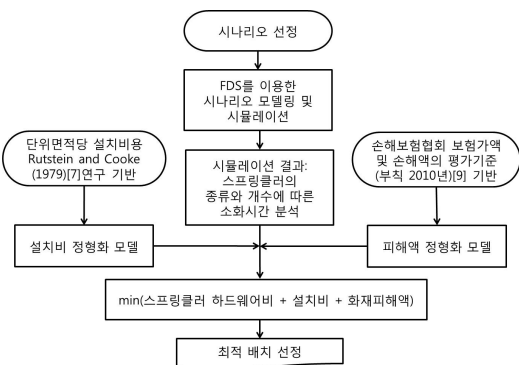 시나리오 선정
FDS를 이용한
시나리오 모델링 및
시뮬레이션
단위면적당 설치비용
Rutstein and Cooke
(1979)[7]연구 기반
시뮬레이션 결과:
스프링클러의
종류와 개수에 따른
소화시간 분석
손해보험협회 보험가액
및 손해액의 평가기준
(부칙 2010년)[9] 기반
설치비 정형화 모델
피해액 정형화 모델
min(스프링클러 하드웨어비 + 설치비 + 화재피해액)
최적 배치 선정